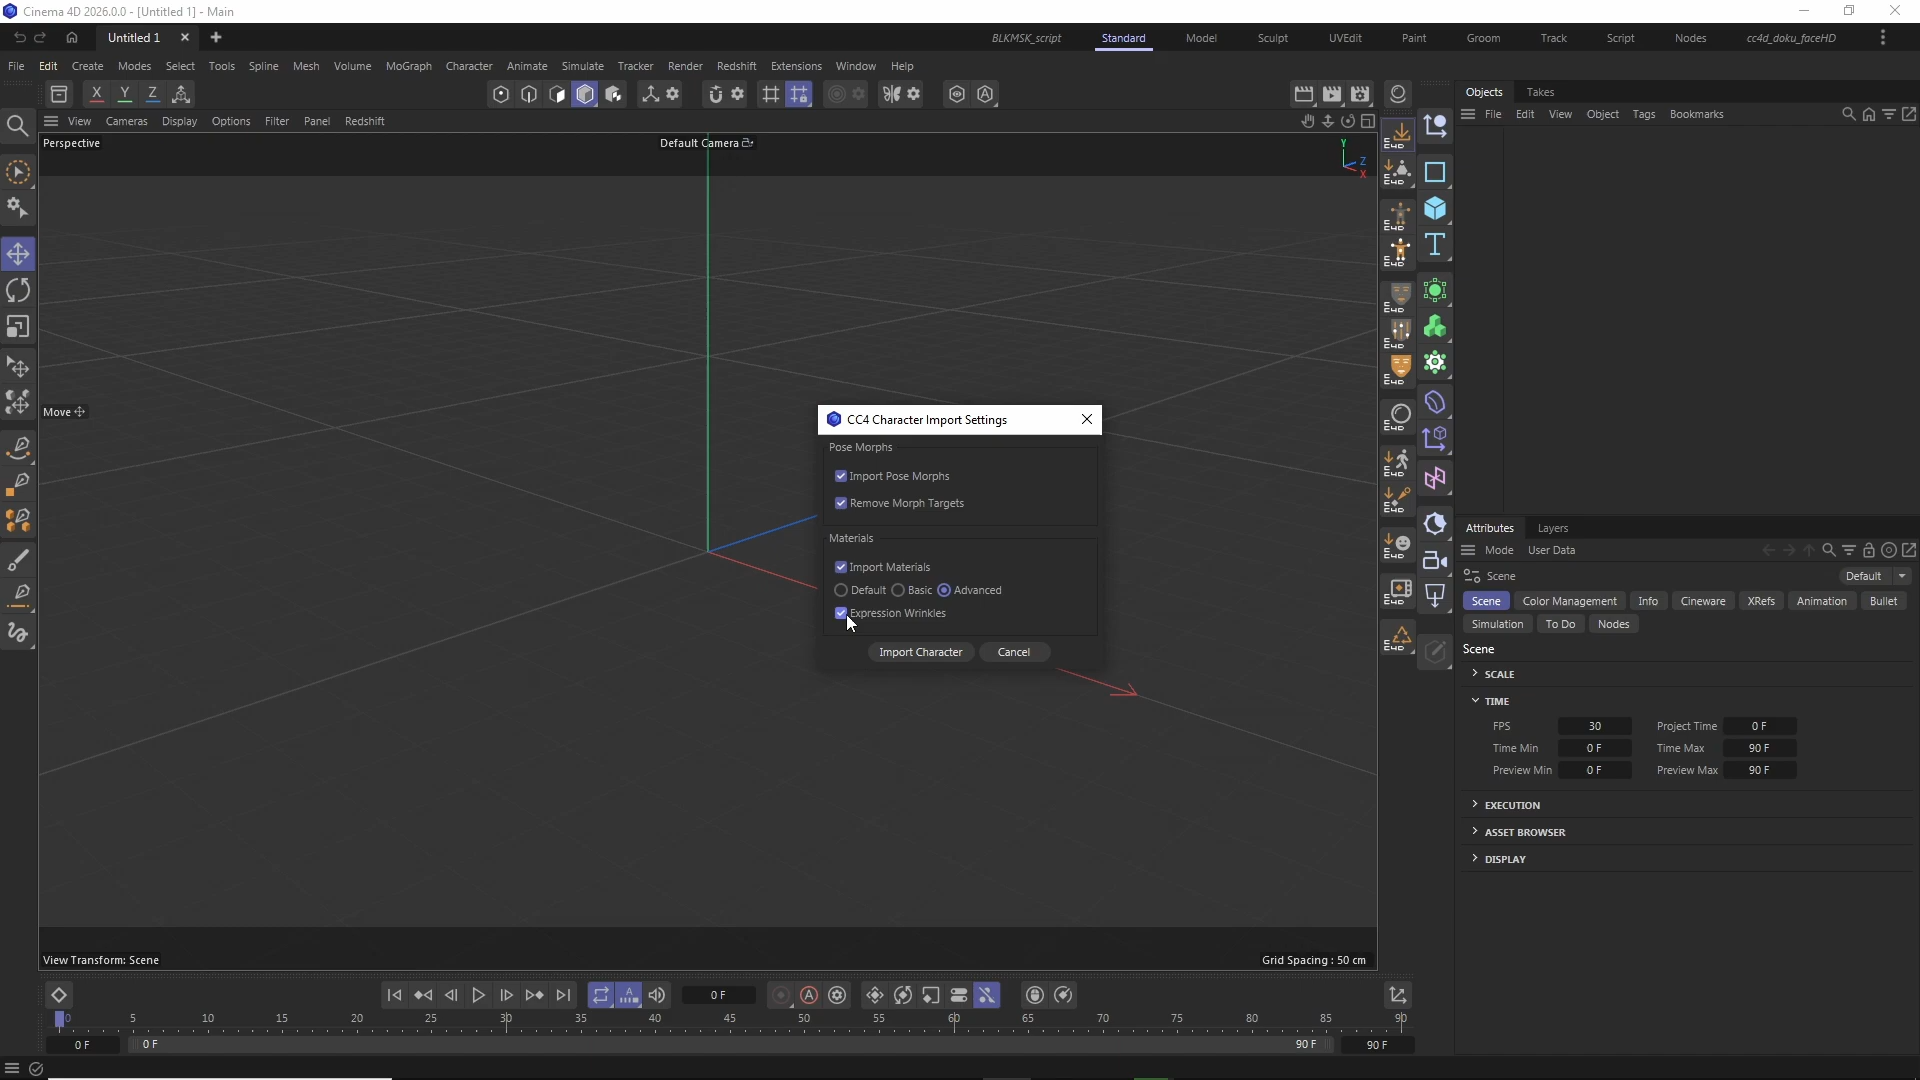 Cinema 4D 2026.0.0 - [Untitled 1] - Main
Untitled 1
BLKMSK_script Standard Model Sculpt UVEdit Paint Groom Track Script Nodes cc4d_doku_faceHD
File Edit Create Modes Select Tools Spline Mesh Volume MoGraph Character Animate Simulate Tracker Render Redshift Extensions Window Help
X Y Z
Objects Takes
File Edit View Object Tags Bookmarks
View Cameras Display Options Filter Panel Redshift
Perspective
Default Camera
Y
Z
X
Move
CC4 Character Import Settings
Pose Morphs
Import Pose Morphs
Remove Morph Targets
Materials
Import Materials
Default Basic Advanced
Expression Wrinkles
Import Character Cancel
Attributes Layers
Mode User Data
Scene Default
Scene Color Management Info Cineware XRefs Animation Bullet
Simulation To Do Nodes
Scene
SCALE
TIME
FPS 30 Project Time 0 F
Time Min 0 F Time Max 90 F
Preview Min 0 F Preview Max 90 F
EXECUTION
ASSET BROWSER
DISPLAY
View Transform: Scene
Grid Spacing : 50 cm
0 F
0 5 10 15 20 25 30 35 40 45 50 55 60 65 70 75 80 85 90
0 F 0 F 90 F 90 F